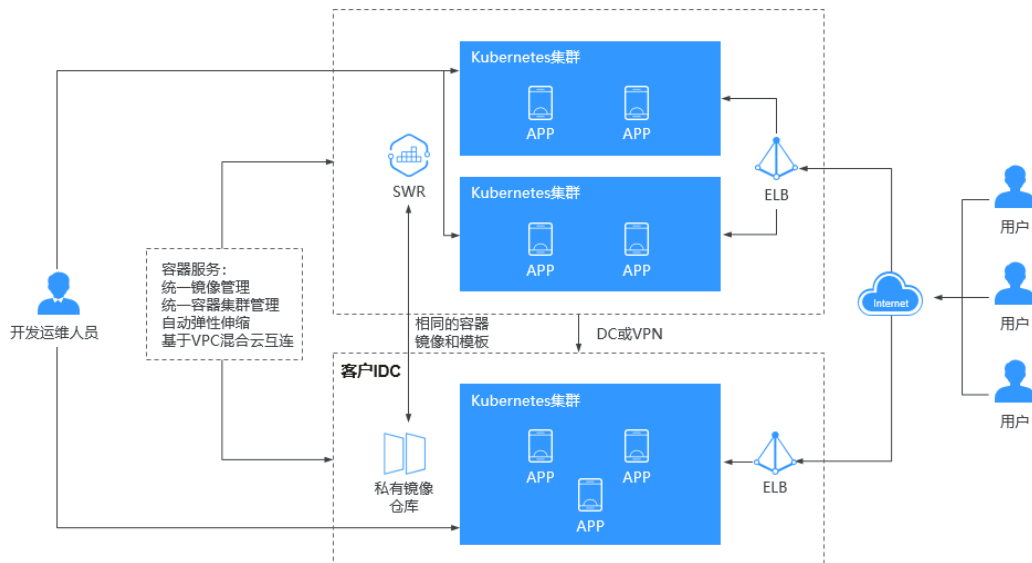 Kubernetes集群
APP
APP
SWR
Kubernetes集群
APP
APP
ELB
用户
容器服务：
统一镜像管理
统一容器集群管理
自动弹性伸缩
基于VPC混合云互连
开发运维人员
Internet
用户
相同的容器
镜像和模板
DC或VPN
客户IDC
Kubernetes集群
APP
APP
APP
私有镜像
仓库
ELB
用户